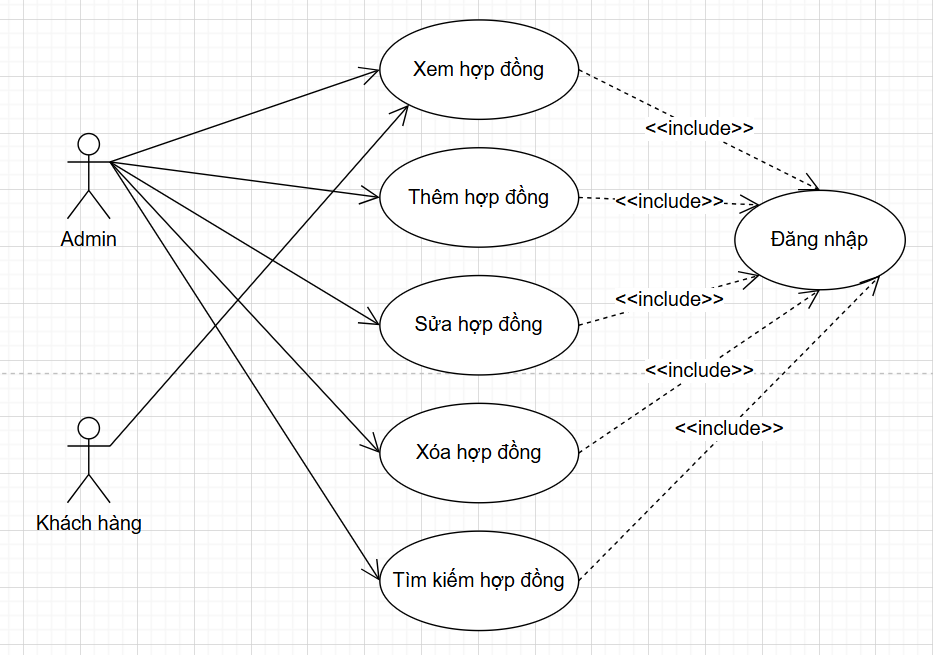 Xem hợp đồng
<<include>>
Thêm hợp đồng
<<include>>
Admin
Đăng nhập
<<include>>
Sửa hợp đồng
<<include>>
<<include>>
Xóa hợp đồng
Khách hàng
Tìm kiếm hợp đồng